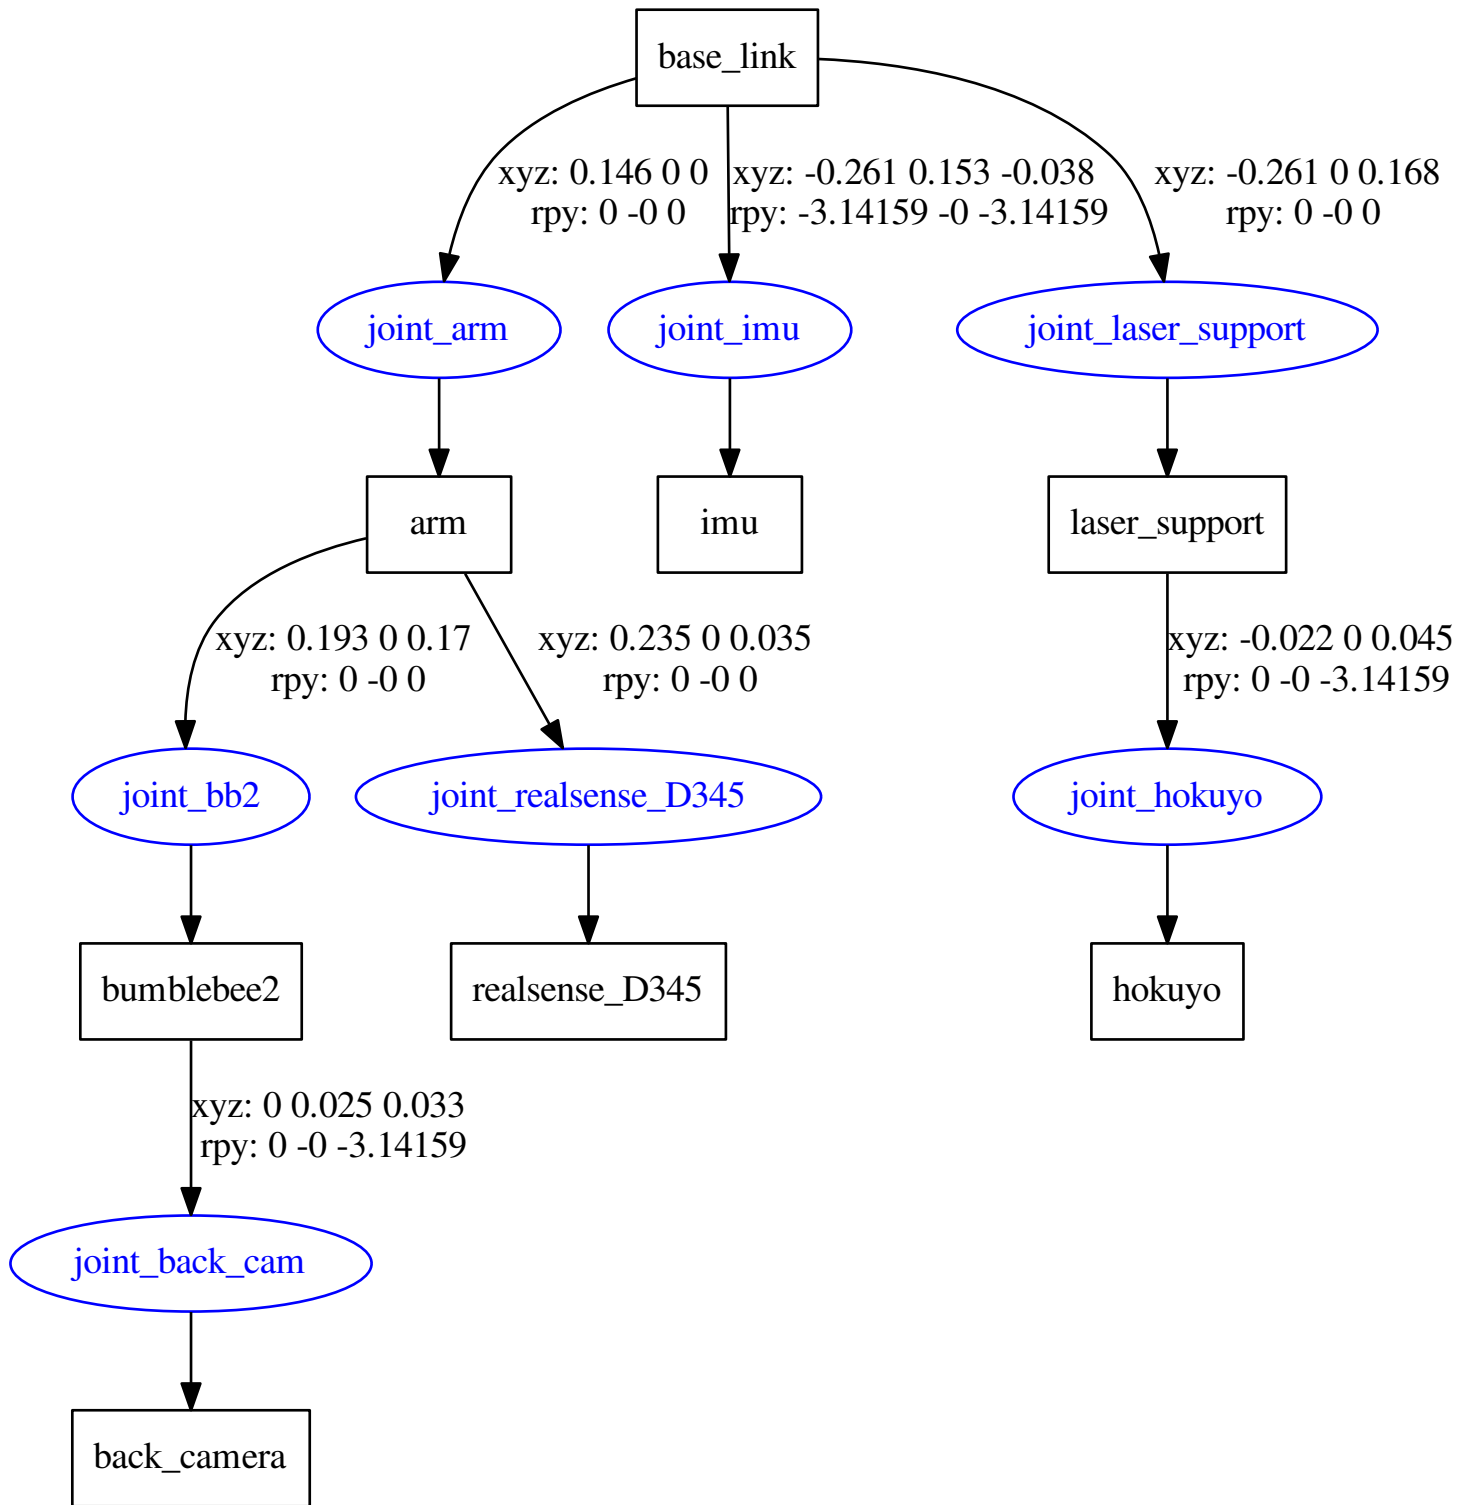 base_link
xyz: 0.146 0 0
rpy: 0 -0 0
xyz: -0.261 0.153 -0.038
rpy: -3.14159 -0 -3.14159
xyz: -0.261 0 0.168
rpy: 0 -0 0
joint_arm
joint_imu
joint_laser_support
arm
imu
laser_support
xyz: 0.193 0 0.17
rpy: 0 -0 0
xyz: 0.235 0 0.035
rpy: 0 -0 0
xyz: -0.022 0 0.045
rpy: 0 -0 -3.14159
joint_bb2
joint_realsense_D345
joint_hokuyo
bumblebee2
realsense_D345
hokuyo
xyz: 0 0.025 0.033
rpy: 0 -0 -3.14159
joint_back_cam
back_camera